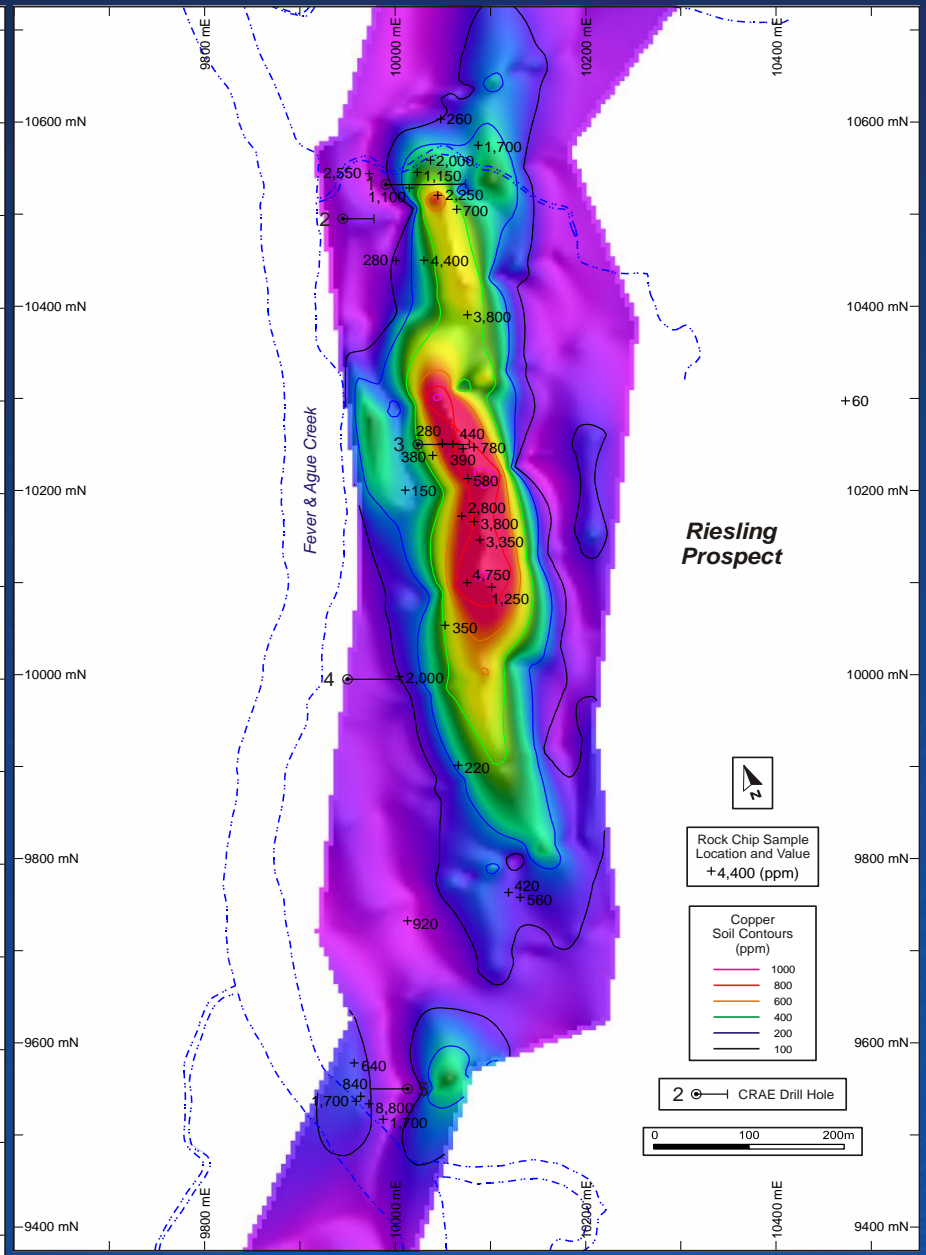 9800 mE
10000 mE
10200 mE
10400 mE
10600 mN
10600 mN
260
1,700
2,000
2,550
1,150
1
1,100
2,250
700
2
280
4,400
10400 mN
10400 mN
3,800
60
280
440
3
780
380
390
580
150
10200 mN
10200 mN
2,800
3,800
3,350
4,750
1,250
350
Fever & Ague Creek
Riesling
Prospect
10000 mN
10000 mN
4
2,000
220
N
9800 mN
9800 mN
420
560
920
Rock Chip Sample
Location and Value
+4,400 (ppm)
Copper
Soil Contours
(ppm)
1000
800
600
400
200
100
9600 mN
9600 mN
640
840
5
1,700
8,800
1,700
2 CRAE Drill Hole
0 100 200m
9400 mN
9400 mN
9800 mE
10000 mE
10200 mE
10400 mE